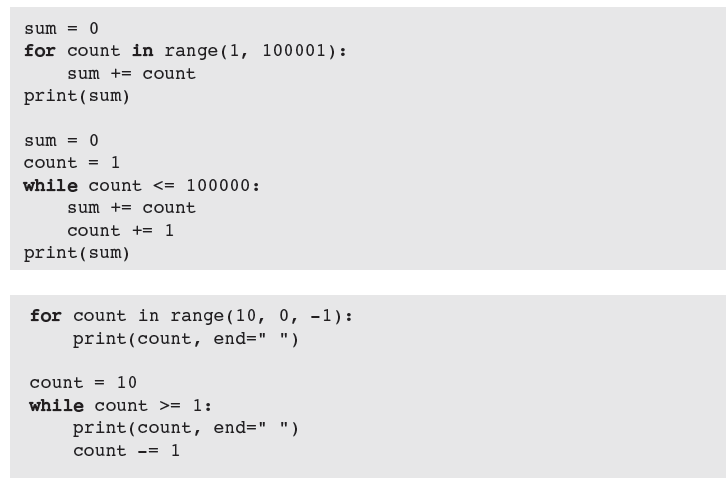 sum = 0
for count in range(1, 100001):
    sum += count
print(sum)

sum = 0
count = 1
while count <= 100000:
    sum += count
    count += 1
print(sum)

for count in range(10, 0, -1):
    print(count, end=" ")

count = 10
while count >= 1:
    print(count, end=" ")
    count -= 1